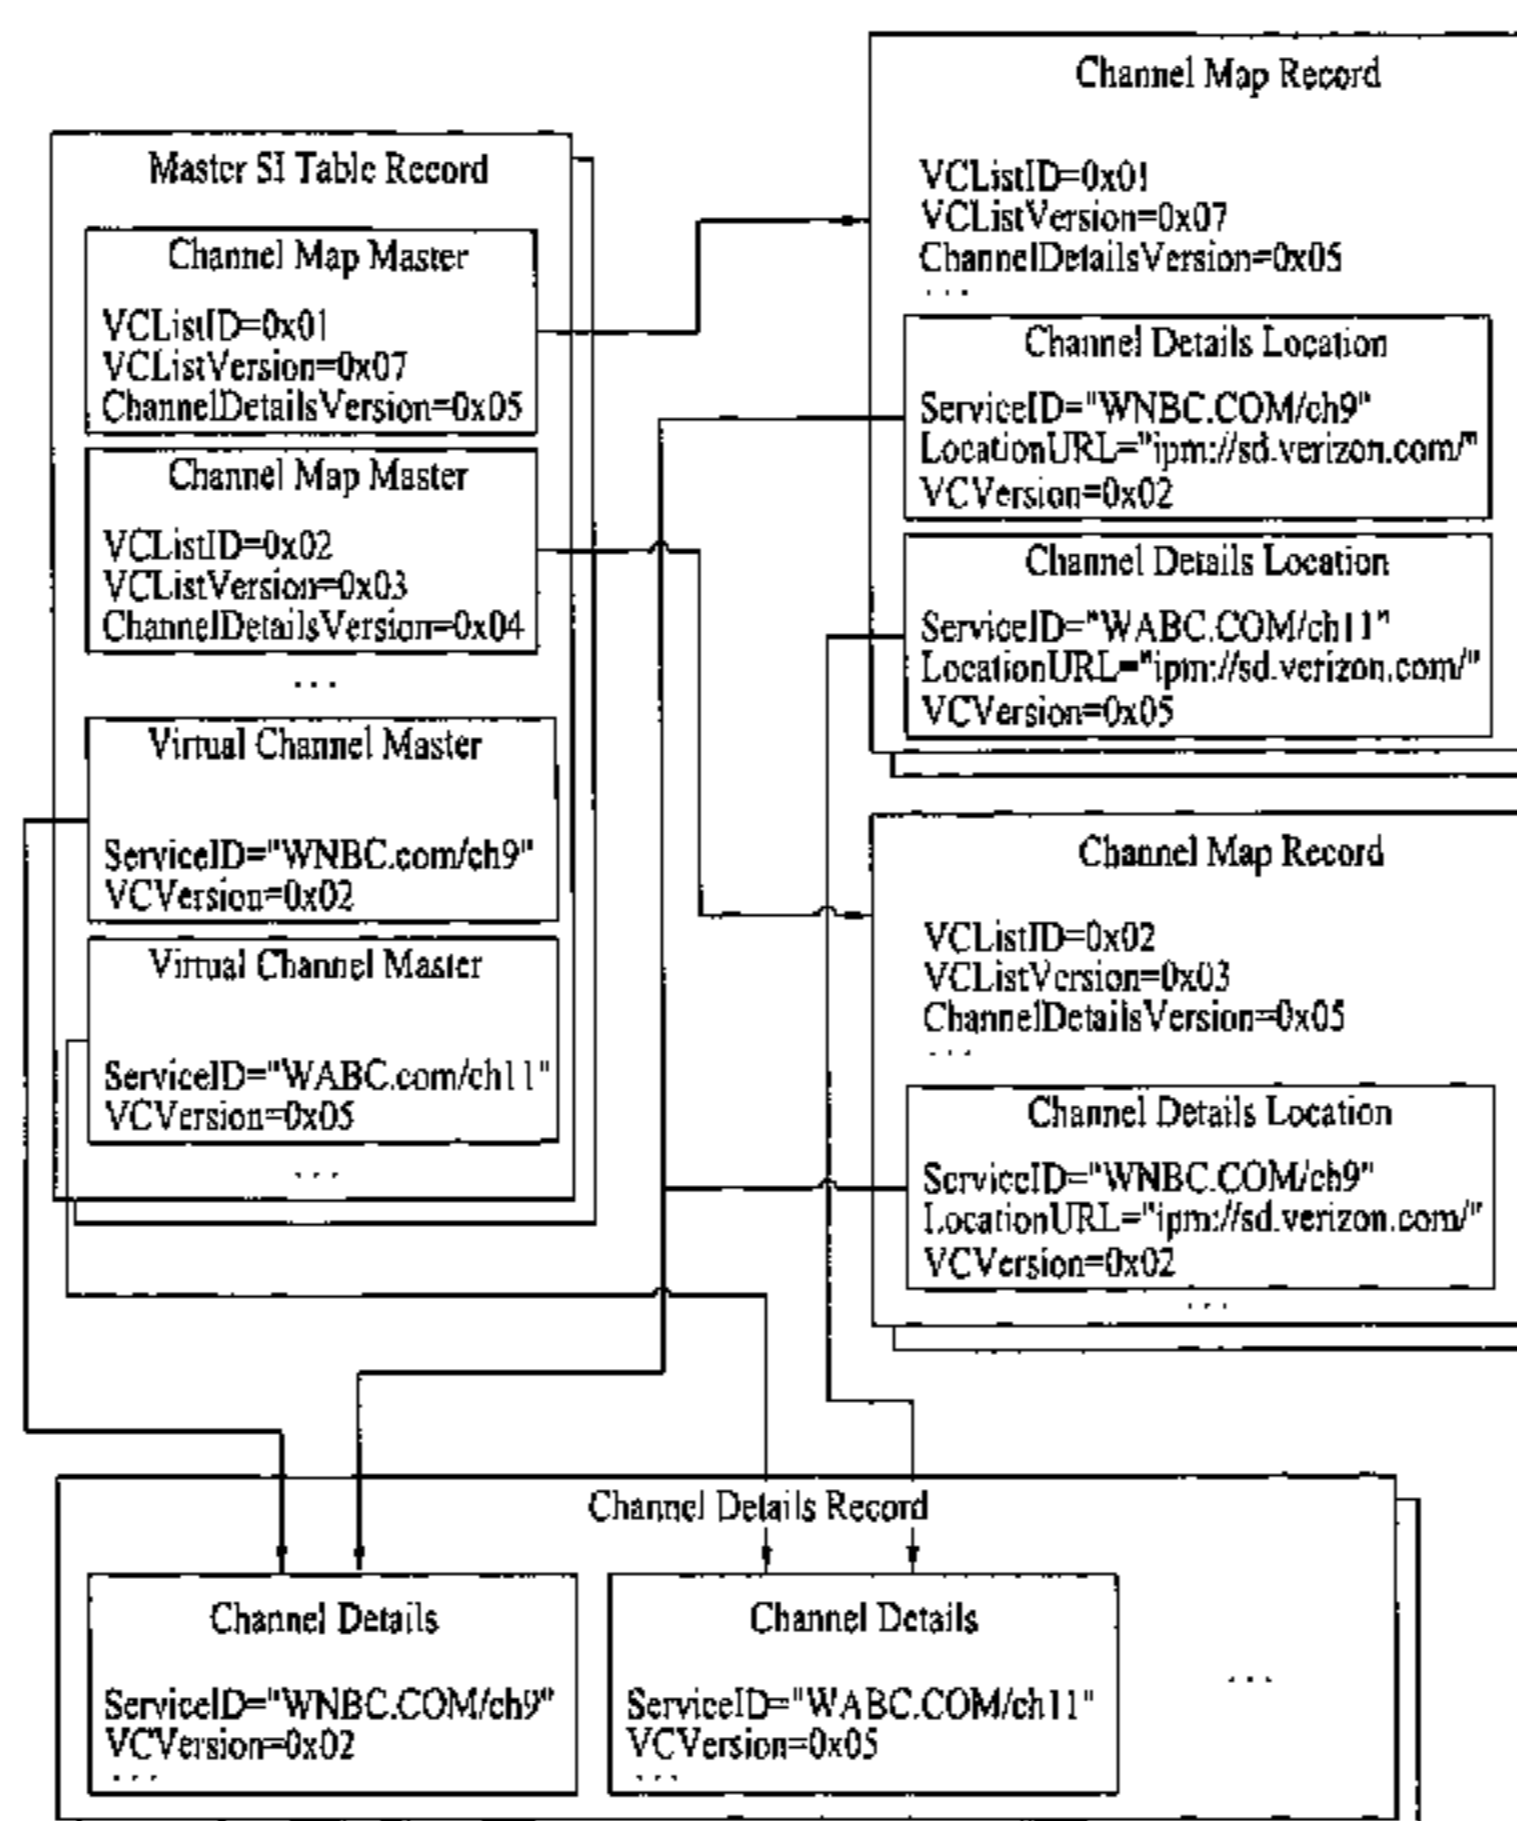 Master SI Table Record
Channel Map Master
VCListID=0x01
VCListVersion=0x07
ChannelDetailsVersion=0x05
Channel Map Master
VCListID=0x02
VCListVersion=0x03
ChannelDetailsVersion=0x04
...
Virtual Channel Master
ServiceID="WNBC.com/ch9"
VCVersion=0x02
Virtual Channel Master
ServiceID="WABC.com/ch11"
VCVersion=0x05
...
Channel Map Record
VCListID=0x01
VCListVersion=0x07
ChannelDetailsVersion=0x05
...
Channel Details Location
ServiceID="WNBC.COM/ch9"
LocationURL="ipm://sd.verizon.com/"
VCVersion=0x02
Channel Details Location
ServiceID="WABC.COM/ch11"
LocationURL="ipm://sd.verizon.com/"
VCVersion=0x05
Channel Map Record
VCListID=0x02
VCListVersion=0x03
ChannelDetailsVersion=0x05
...
Channel Details Location
ServiceID="WNBC.COM/ch9"
LocationURL="ipm://sd.verizon.com/"
VCVersion=0x02
...
Channel Details Record
Channel Details
ServiceID="WNBC.COM/ch9"
VCVersion=0x02
...
Channel Details
ServiceID="WABC.COM/ch11"
VCVersion=0x05
...
...